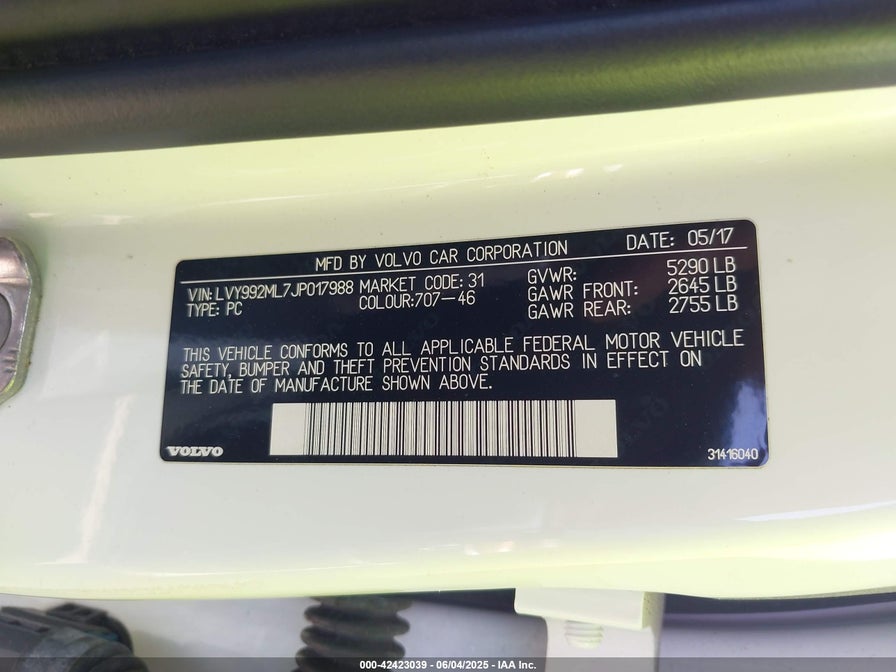 MFD BY VOLVO CAR CORPORATION DATE: 05/17
VIN: LVY992ML7JP017988 MARKET CODE: 31 GVWR: 5290 LB
TYPE: PC COLOUR:707-46 GAWR FRONT: 2645 LB
GAWR REAR: 2755 LB
THIS VEHICLE CONFORMS TO ALL APPLICABLE FEDERAL MOTOR VEHICLE
SAFETY, BUMPER AND THEFT PREVENTION STANDARDS IN EFFECT ON
THE DATE OF MANUFACTURE SHOWN ABOVE.
VOLVO 31416040
000-42423039 - 06/04/2025 - IAA Inc.